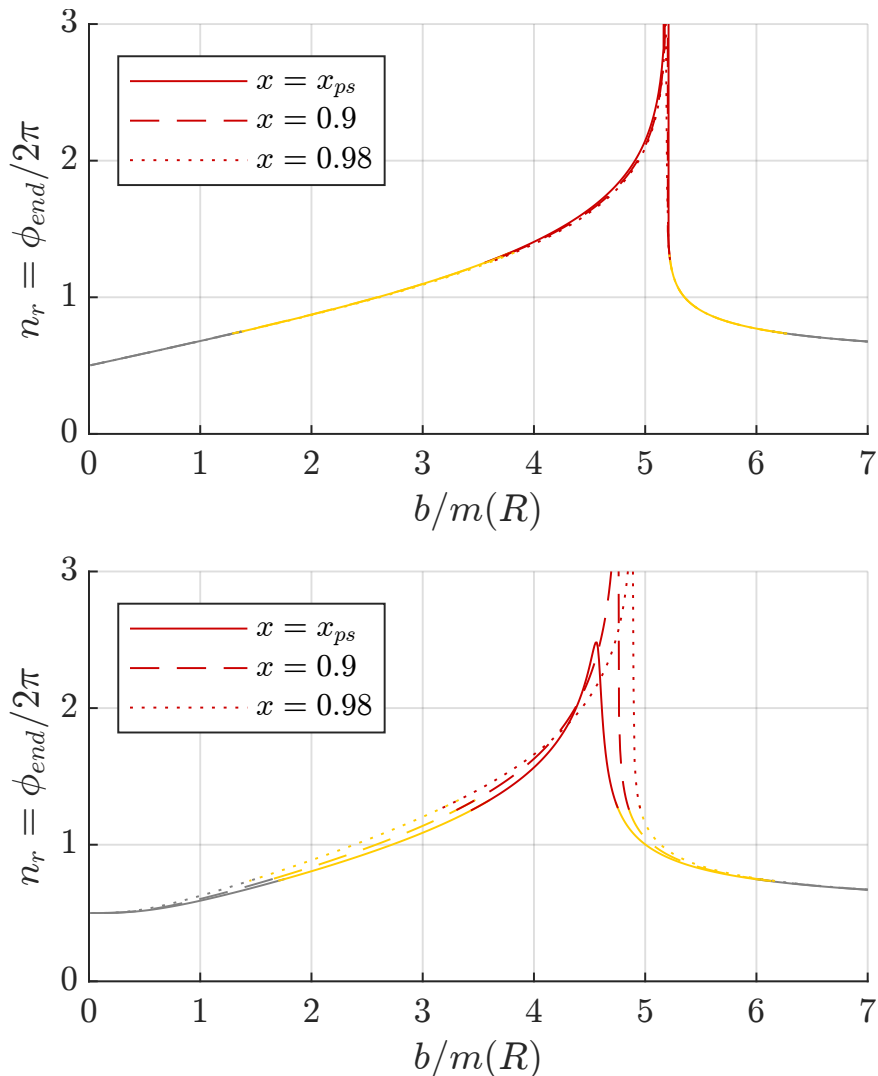 3
2
1
0
n_r = ϕ_end/2π
x = x_ps
x = 0.9
x = 0.98
0 1 2 3 4 5 6 7
b/m(R)
3
2
1
0
n_r = ϕ_end/2π
x = x_ps
x = 0.9
x = 0.98
0 1 2 3 4 5 6 7
b/m(R)